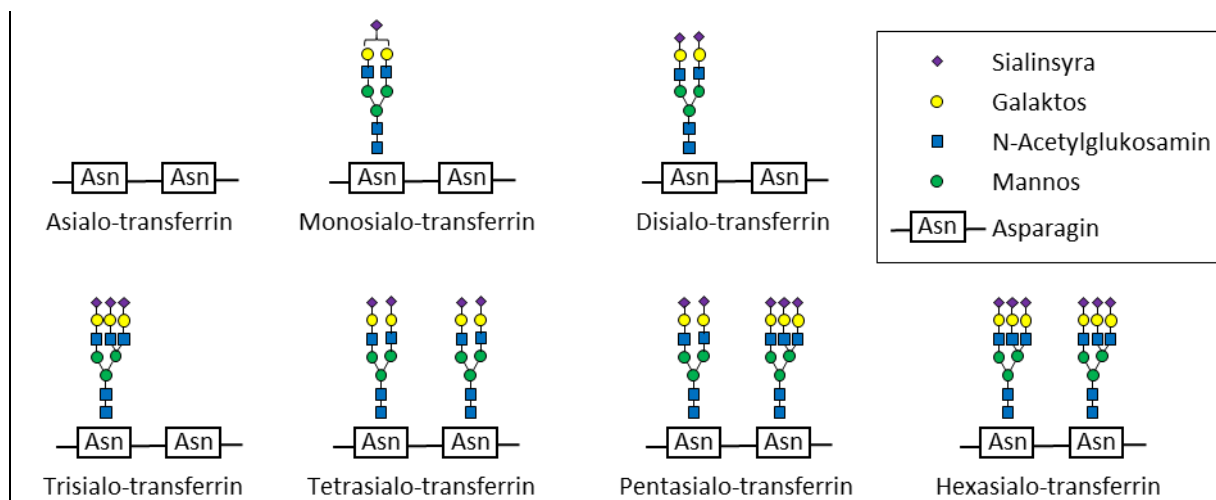 Asn Asn
Asialo-transferrin
Asn Asn
Monosialo-transferrin
Asn Asn
Disialo-transferrin
Sialinsyra
Galaktos
N-Acetylglukosamin
Mannos
Asn Asparagin
Asn Asn
Trisialo-transferrin
Asn Asn
Tetrasialo-transferrin
Asn Asn
Pentasialo-transferrin
Asn Asn
Hexasialo-transferrin